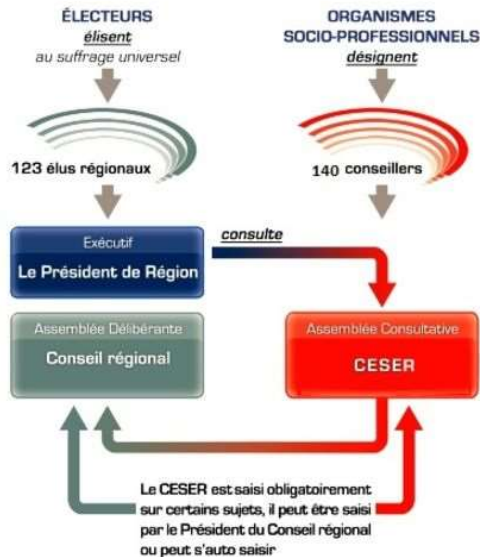 ÉLECTEURS
élisent
au suffrage universel
123 élus régionaux
ORGANISMES
SOCIO-PROFESSIONNELS
désignent
140 conseillers
Exécutif
Le Président de Région
consulte
Assemblée Délibérante
Conseil régional
Assemblée Consultative
CESER
Le CESER est saisi obligatoirement
sur certains sujets, il peut être saisi
par le Président du Conseil régional
ou peut s'auto saisir